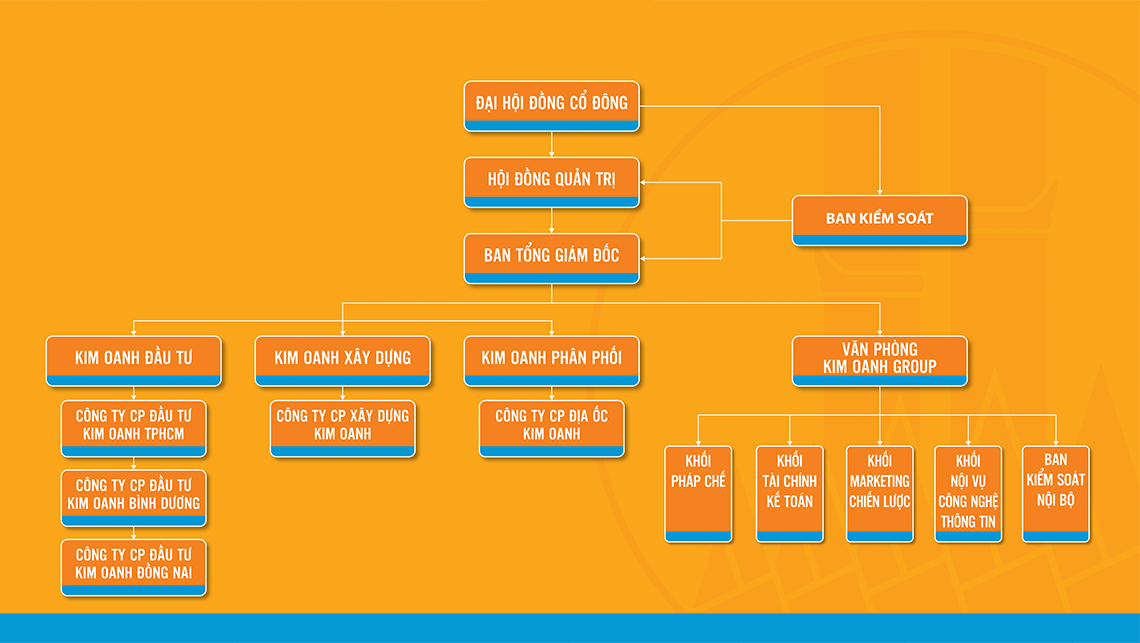 ĐẠI HỘI ĐỒNG CỔ ĐÔNG
HỘI ĐỒNG QUẢN TRỊ
BAN KIỂM SOÁT
BAN TỔNG GIÁM ĐỐC
KIM OANH ĐẦU TƯ
KIM OANH XÂY DỰNG
KIM OANH PHÂN PHỐI
VĂN PHÒNG
KIM OANH GROUP
CÔNG TY CP ĐẦU TƯ
KIM OANH TPHCM
CÔNG TY CP XÂY DỰNG
KIM OANH
CÔNG TY CP ĐỊA ỐC
KIM OANH
CÔNG TY CP ĐẦU TƯ
KIM OANH BÌNH DƯƠNG
CÔNG TY CP ĐẦU TƯ
KIM OANH ĐỒNG NAI
KHỐI
PHÁP CHẾ
KHỐI
TÀI CHÍNH
KẾ TOÁN
KHỐI
MARKETING
CHIẾN LƯỢC
KHỐI
NỘI VỤ
CÔNG NGHỆ
THÔNG TIN
BAN
KIỂM SOÁT
NỘI BỘ